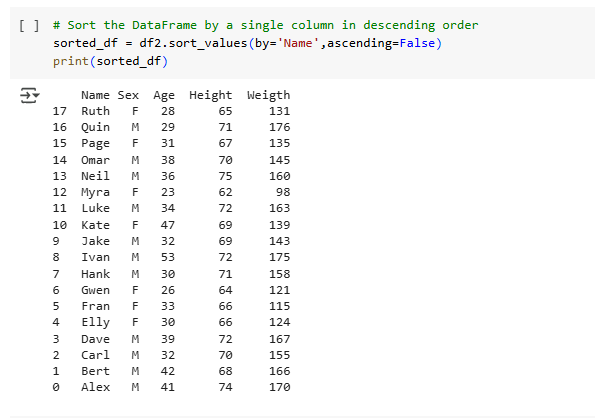 [ ] # Sort the DataFrame by a single column in descending order
sorted_df = df2.sort_values(by='Name',ascending=False)
print(sorted_df)
Name Sex Age Height Weigth
17 Ruth F 28 65 131
16 Quin M 29 71 176
15 Page F 31 67 135
14 Omar M 38 70 145
13 Neil M 36 75 160
12 Myra F 23 62 98
11 Luke M 34 72 163
10 Kate F 47 69 139
9 Jake M 32 69 143
8 Ivan M 53 72 175
7 Hank M 30 71 158
6 Gwen F 26 64 121
5 Fran F 33 66 115
4 Elly F 30 66 124
3 Dave M 39 72 167
2 Carl M 32 70 155
1 Bert M 42 68 166
0 Alex M 41 74 170